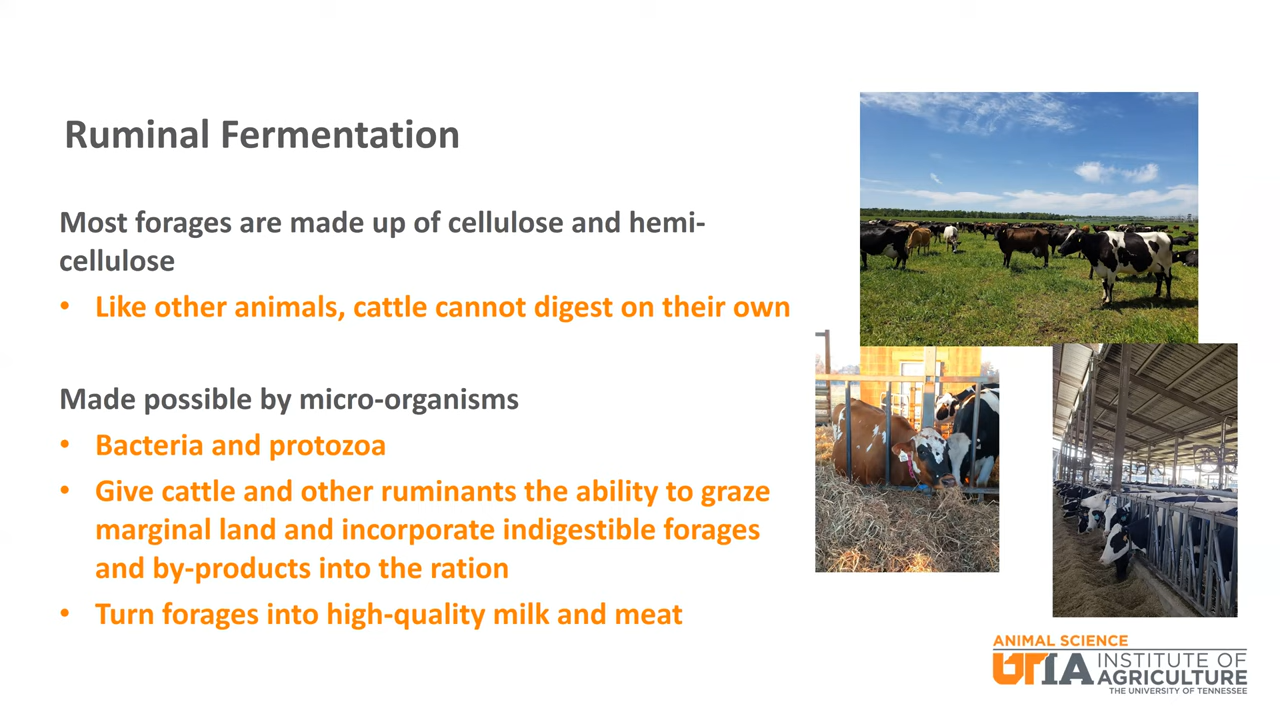 Ruminal Fermentation
Most forages are made up of cellulose and hemi-
cellulose
• Like other animals, cattle cannot digest on their own
Made possible by micro-organisms
• Bacteria and protozoa
• Give cattle and other ruminants the ability to graze
marginal land and incorporate indigestible forages
and by-products into the ration
• Turn forages into high-quality milk and meat
ANIMAL SCIENCE
UTIA INSTITUTE OF
AGRICULTURE
THE UNIVERSITY OF TENNESSEE